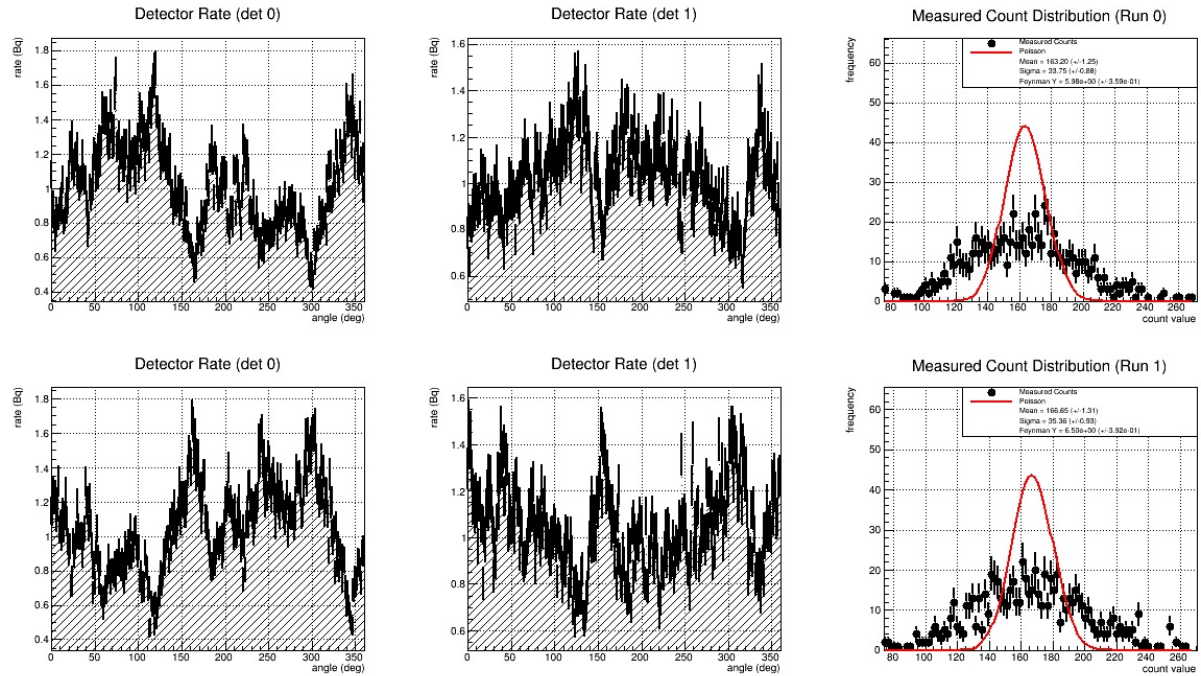 Detector Rate (det 0)
rate (Bq)
1.8
1.6
1.4
1.2
1
0.8
0.6
0.4
0 50 100 150 200 250 300 350
angle (deg)
Detector Rate (det 1)
rate (Bq)
1.6
1.4
1.2
1
0.8
0.6
0 50 100 150 200 250 300 350
angle (deg)
Measured Count Distribution (Run 0)
frequency
Measured Counts
Poisson
Mean = 163.20 (+/-1.25)
Sigma = 33.75 (+/-0.88)
Feynman Y = 5.98e+00 (+/-3.59e-01)
60
50
40
30
20
10
0
80 100 120 140 160 180 200 220 240 260
count value
Detector Rate (det 0)
rate (Bq)
1.8
1.6
1.4
1.2
1
0.8
0.6
0.4
0 50 100 150 200 250 300 350
angle (deg)
Detector Rate (det 1)
rate (Bq)
1.6
1.4
1.2
1
0.8
0.6
0 50 100 150 200 250 300 350
angle (deg)
Measured Count Distribution (Run 1)
frequency
Measured Counts
Poisson
Mean = 166.65 (+/-1.31)
Sigma = 35.36 (+/-0.93)
Feynman Y = 6.50e+00 (+/-3.92e-01)
60
50
40
30
20
10
0
80 100 120 140 160 180 200 220 240 260
count value